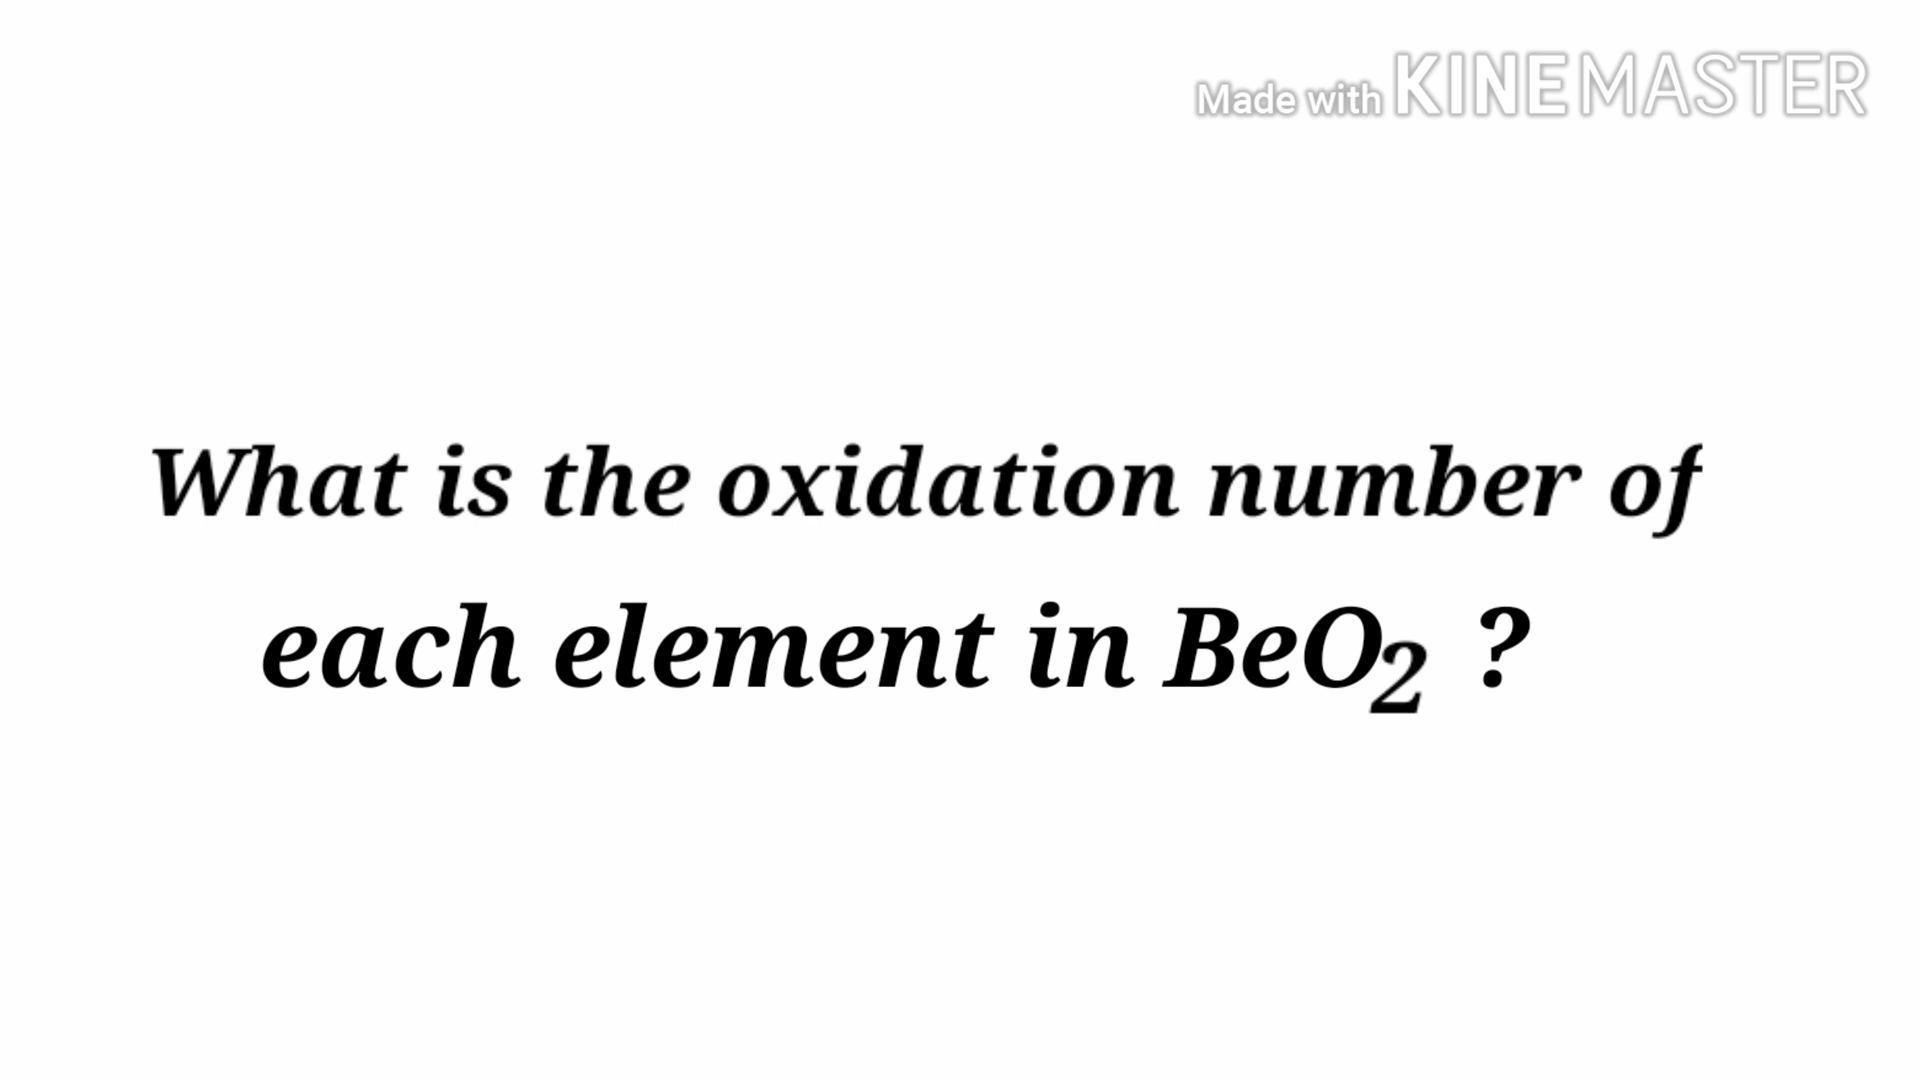 Made with KINEMASTER
What is the oxidation number of
each element in BeO₂ ?